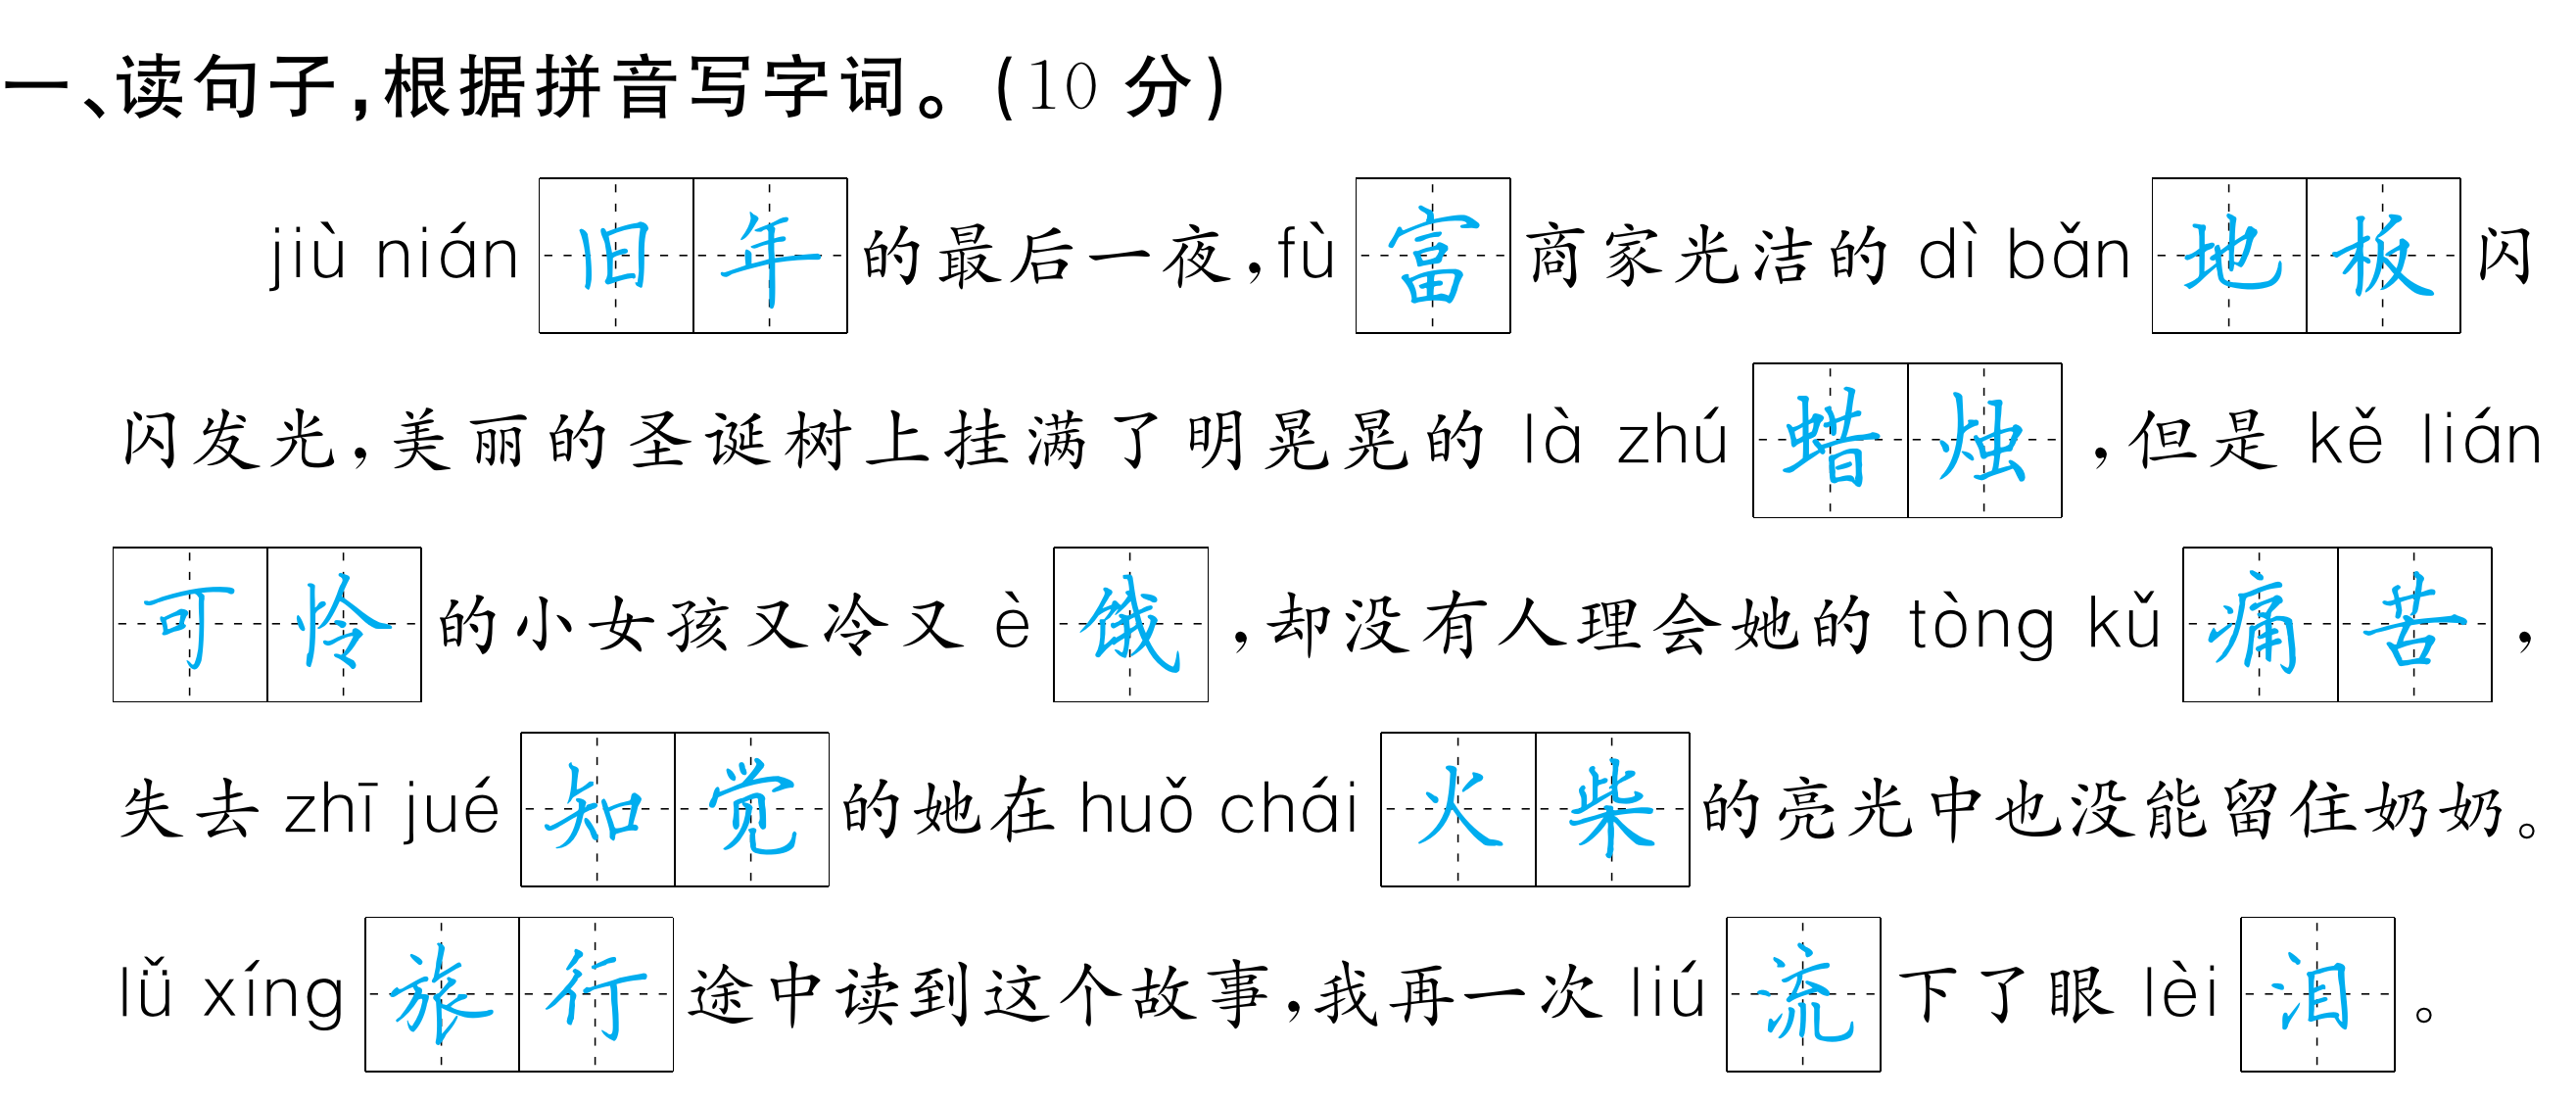 一、读句子,根据拼音写字词。(10 分)
jiù nián 旧年 的最后一夜,fù 富 商家光洁的 dì bǎn 地板 闪
闪发光,美丽的圣诞树上挂满了明晃晃的 là zhú 蜡烛 ,但是 kě lián
可怜 的小女孩又冷又 è 饿 ,却没有人理会她的 tòng kǔ 痛苦 ,
失去 zhī jué 知觉 的她在 huǒ chái 火柴 的亮光中也没能留住奶奶。
lǚ xíng 旅行 途中读到这个故事,我再一次 liú 流 下了眼 lèi 泪 。